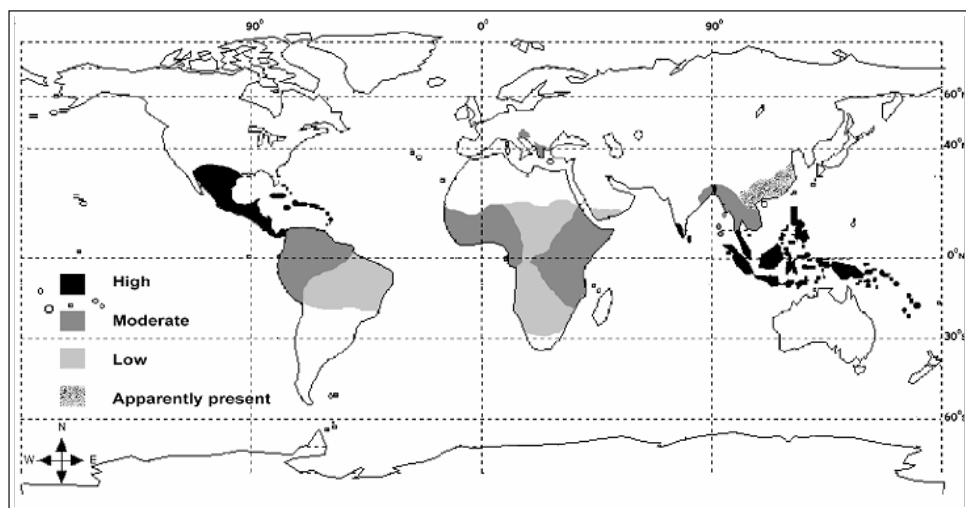 90° 0° 90°
60°N
40°N
0°N
High
Moderate
30°S
Low
Apparently present
60°S
N
W E
S